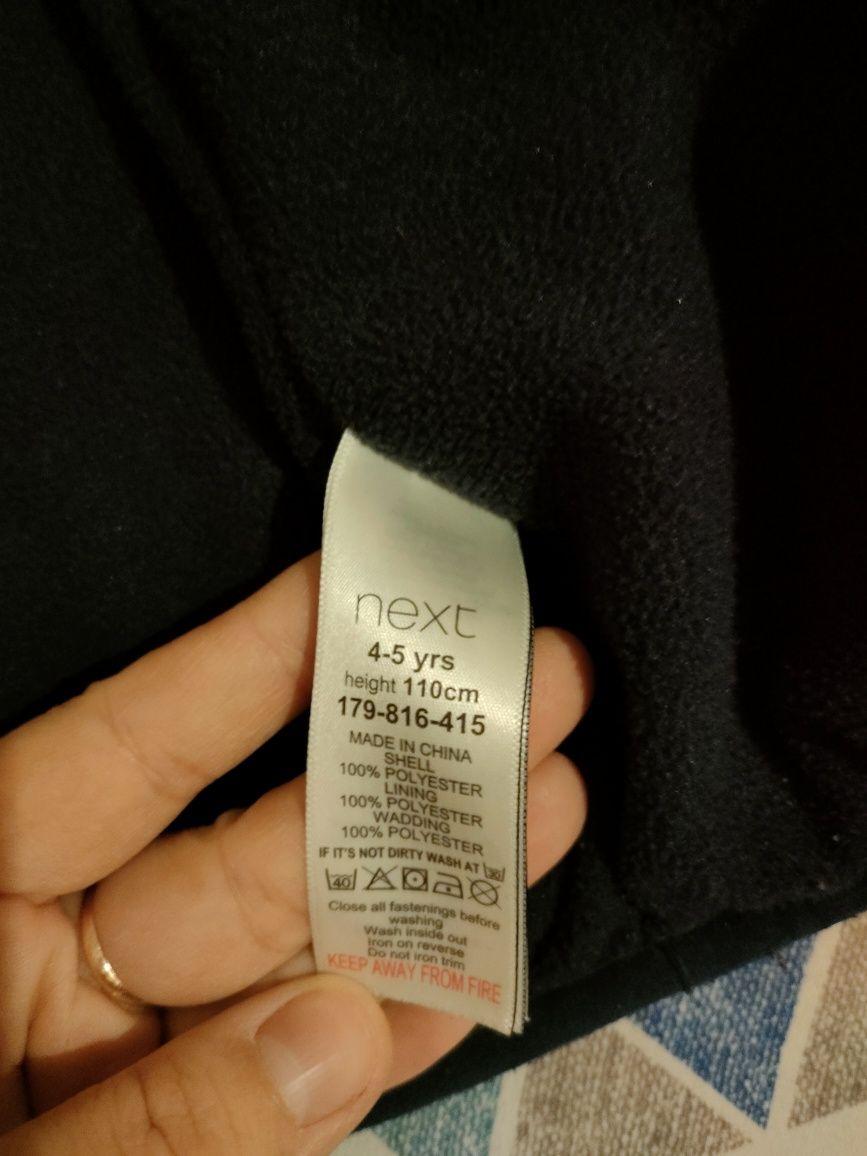 next
4-5 yrs
height 110cm
179-816-415
MADE IN CHINA
SHELL
100% POLYESTER
LINING
100% POLYESTER
WADDING
100% POLYESTER
IF IT'S NOT DIRTY WASH AT 30
40
Close all fastenings before
washing
Wash inside out
Iron on reverse
Do not iron trim
KEEP AWAY FROM FIRE